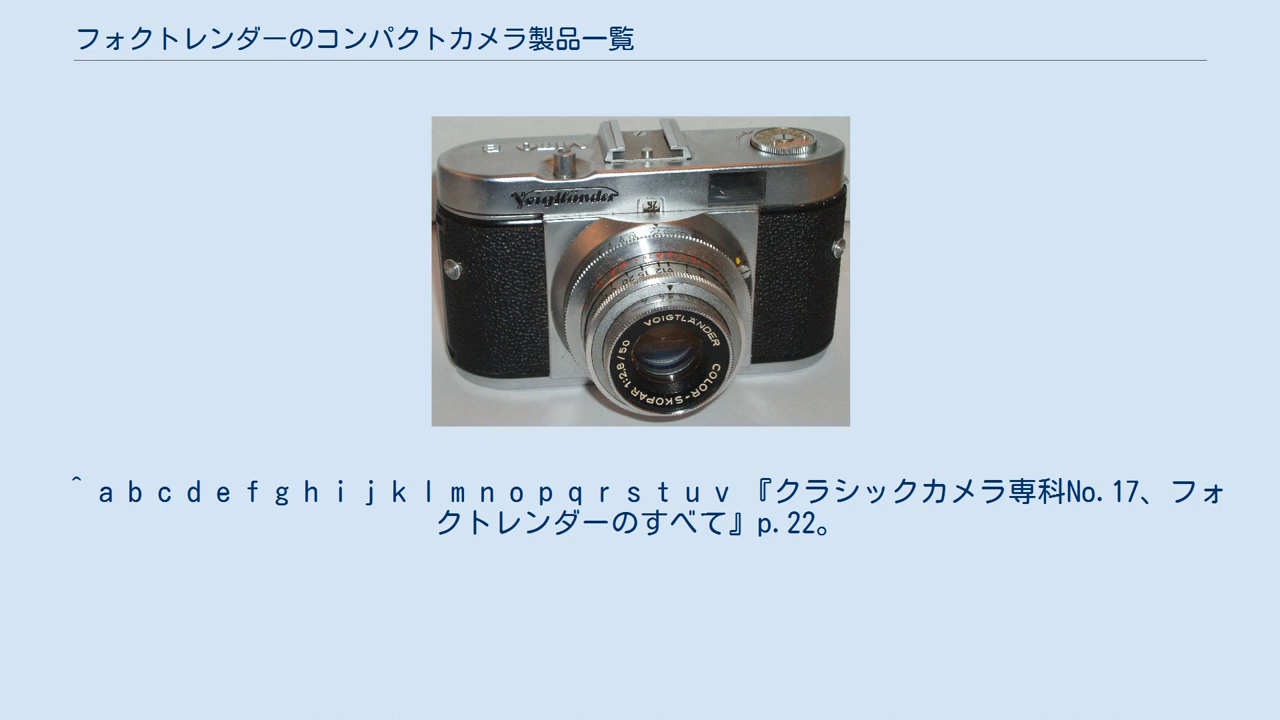 フォクトレンダーのコンパクトカメラ製品一覧
Voigtländer
VOIGTLÄNDER COLOR-SKOPAR 1:2.8/50
^ a b c d e f g h i j k l m n o p q r s t u v 『クラシックカメラ専科No.17、フォ
クトレンダーのすべて』p.22。